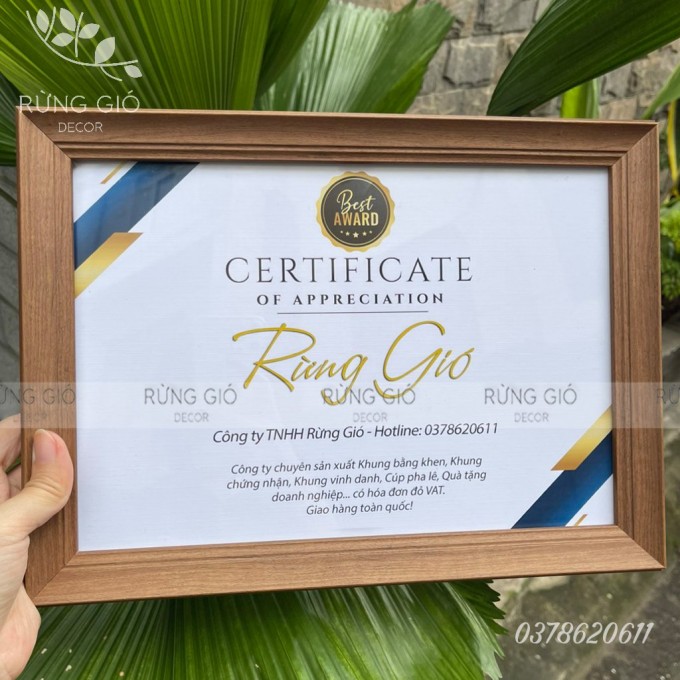 RỪNG GIÓ
DECOR
Best
AWARD
CERTIFICATE
OF APPRECIATION
Rừng Gió
RỪNG GIÓ RỪNG GIÓ RỪNG GIÓ
DECOR DECOR DECOR
Công ty TNHH Rừng Gió - Hotline: 0378620611
Công ty chuyên sản xuất Khung bằng khen, Khung
chứng nhận, Khung vinh danh, Cúp pha lê, Quà tặng
doanh nghiệp... có hóa đơn đỏ VAT.
Giao hàng toàn quốc!
0378620611